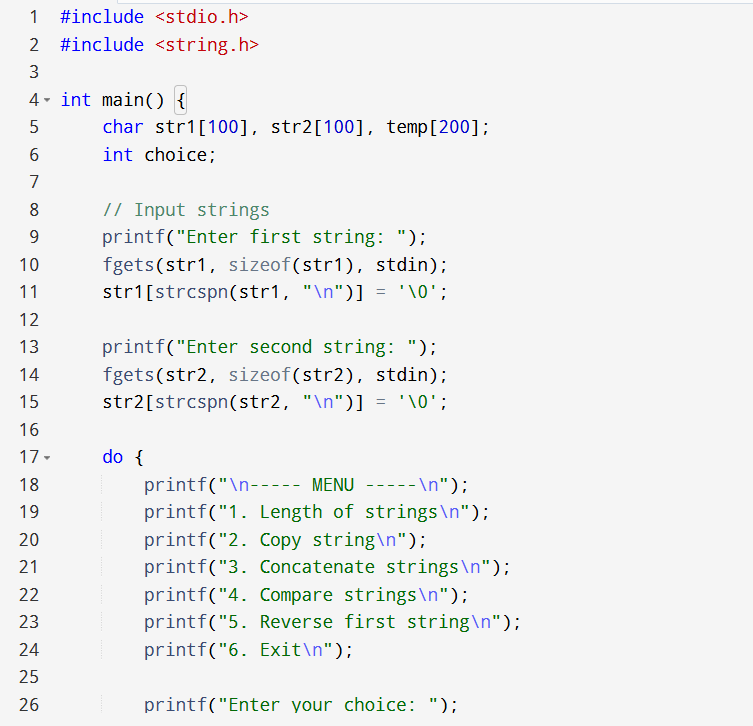 1 #include <stdio.h>
2 #include <string.h>
3
4 int main() {
5     char str1[100], str2[100], temp[200];
6     int choice;
7
8     // Input strings
9     printf("Enter first string: ");
10     fgets(str1, sizeof(str1), stdin);
11     str1[strcspn(str1, "\n")] = '\0';
12
13     printf("Enter second string: ");
14     fgets(str2, sizeof(str2), stdin);
15     str2[strcspn(str2, "\n")] = '\0';
16
17     do {
18         printf("\n----- MENU -----\n");
19         printf("1. Length of strings\n");
20         printf("2. Copy string\n");
21         printf("3. Concatenate strings\n");
22         printf("4. Compare strings\n");
23         printf("5. Reverse first string\n");
24         printf("6. Exit\n");
25
26         printf("Enter your choice: ");